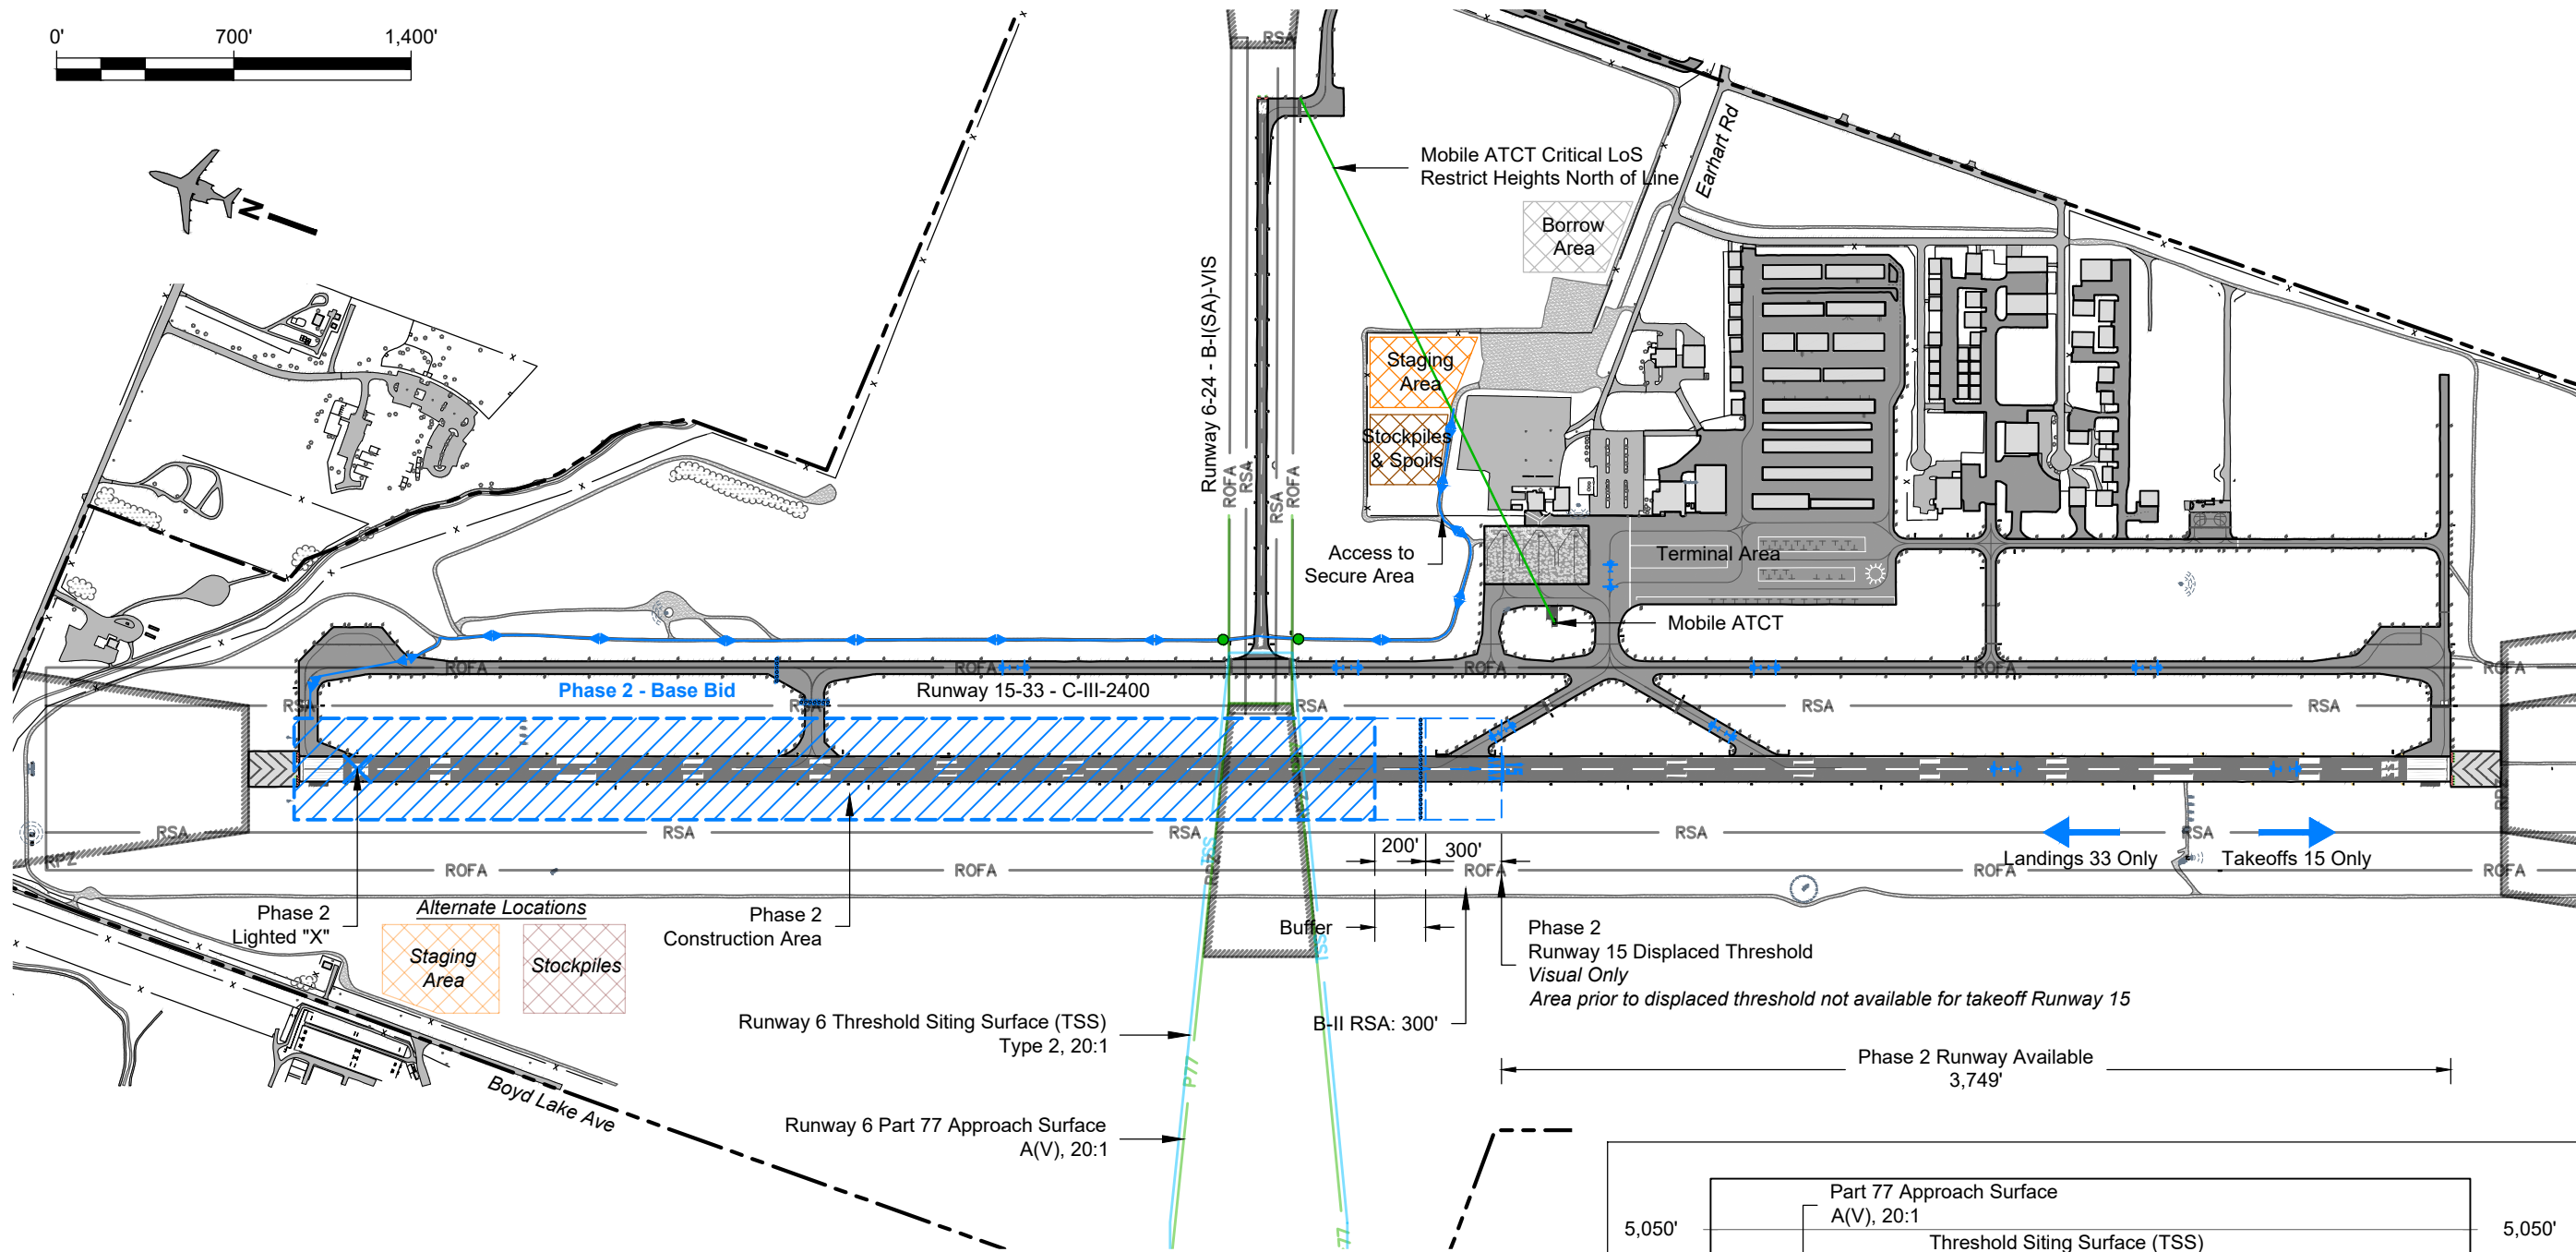 0' 700' 1,400'
N
RSA
Earhart Rd
Mobile ATCT Critical LoS
Restrict Heights North of Line
Borrow
Area
Runway 6-24 - B-I(SA)-VIS
ROFA
RSA
RSA
ROFA
Staging
Area
Stockpiles
& Spoils
Access to
Secure Area
Terminal Area
Mobile ATCT
ROFA ROFA ROFA ROFA ROFA
Phase 2 - Base Bid
Runway 15-33 - C-III-2400
RSA RSA RSA RSA RSA
RPZ
RSA RSA RSA RSA RSA
200' 300'
Landings 33 Only
Takeoffs 15 Only
RPZ
ROFA ROFA ROFA ROFA ROFA
TSS
RPZ
Phase 2
Lighted "X"
Alternate Locations
Staging
Area
Stockpiles
Phase 2
Construction Area
Buffer
TSS
Phase 2
Runway 15 Displaced Threshold
Visual Only
Area prior to displaced threshold not available for takeoff Runway 15
B-II RSA: 300'
Runway 6 Threshold Siting Surface (TSS)
Type 2, 20:1
P77
Phase 2 Runway Available
3,749'
Boyd Lake Ave
Runway 6 Part 77 Approach Surface
A(V), 20:1
77
Part 77 Approach Surface
A(V), 20:1
5,050' 5,050'
Threshold Siting Surface (TSS)